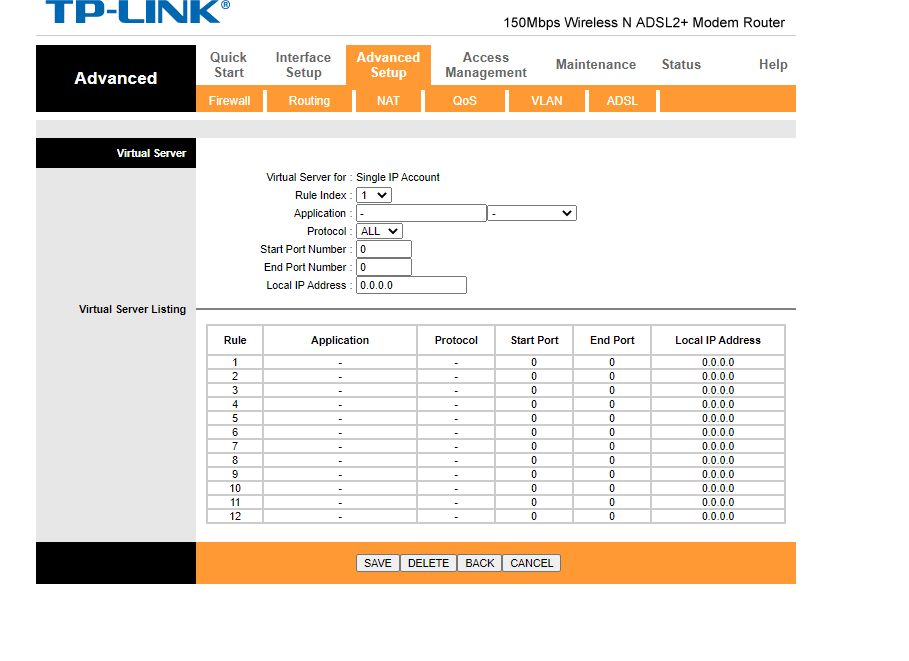 TP-LINK®
150Mbps Wireless N ADSL2+ Modem Router
Advanced
Quick Start
Interface Setup
Advanced Setup
Access Management
Maintenance
Status
Help
Firewall
Routing
NAT
QoS
VLAN
ADSL
Virtual Server
Virtual Server for : Single IP Account
Rule Index : 1
Application : - -
Protocol : ALL
Start Port Number : 0
End Port Number : 0
Local IP Address : 0.0.0.0
Virtual Server Listing
Rule Application Protocol Start Port End Port Local IP Address
1 - - 0 0 0.0.0.0
2 - - 0 0 0.0.0.0
3 - - 0 0 0.0.0.0
4 - - 0 0 0.0.0.0
5 - - 0 0 0.0.0.0
6 - - 0 0 0.0.0.0
7 - - 0 0 0.0.0.0
8 - - 0 0 0.0.0.0
9 - - 0 0 0.0.0.0
10 - - 0 0 0.0.0.0
11 - - 0 0 0.0.0.0
12 - - 0 0 0.0.0.0
SAVE DELETE BACK CANCEL